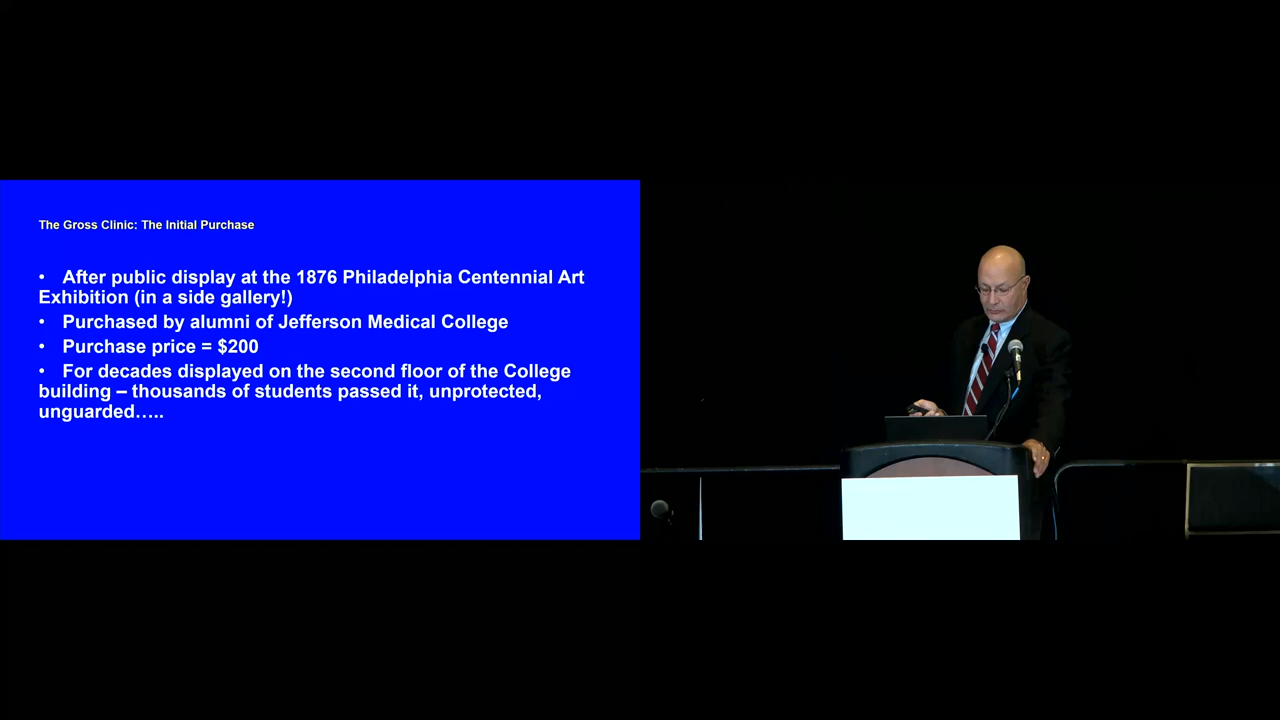 The Gross Clinic: The Initial Purchase
• After public display at the 1876 Philadelphia Centennial Art
Exhibition (in a side gallery!)
• Purchased by alumni of Jefferson Medical College
• Purchase price = $200
• For decades displayed on the second floor of the College
building – thousands of students passed it, unprotected,
unguarded…..